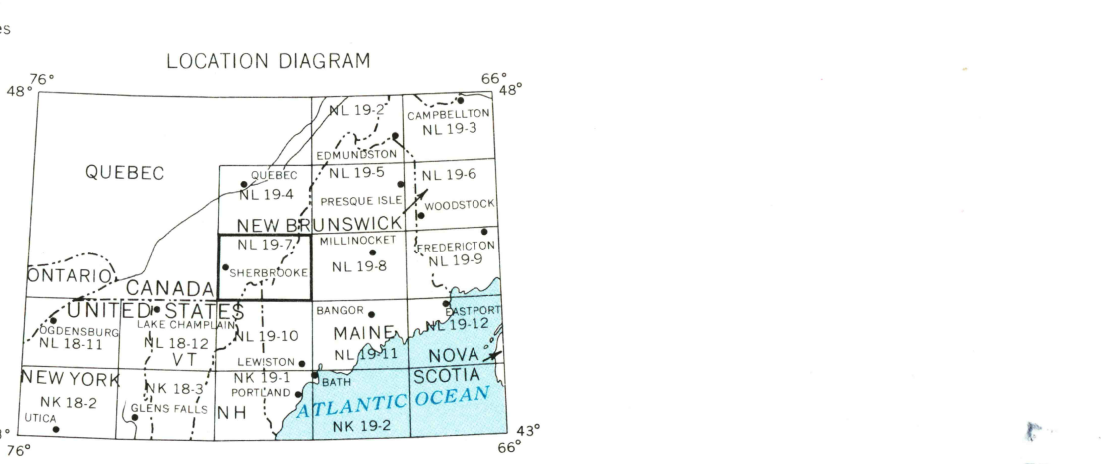 es
LOCATION DIAGRAM
76°
66°
48°
48°
NL 19-2
CAMPBELLTON
NL 19-3
EDMUNDSTON
QUEBEC
QUEBEC
NL 19-4
NL 19-5
NL 19-6
PRESQUE ISLE
WOODSTOCK
NEW BRUNSWICK
NL 19-7
MILLINOCKET
FREDERICTON
NL 19-9
ONTARIO
SHERBROOKE
NL 19-8
CANADA
UNITED STATES
BANGOR
EASTPORT
OGDENSBURG
NL 18-11
LAKE CHAMPLAIN
NL 18-12
NL 19-10
MAINE
NL 19-12
VT
NL 19-11
NOVA
SCOTIA
LEWISTON
NEW YORK
NK 18-3
NK 19-1
BATH
PORTLAND
NK 18-2
GLENS FALLS
NH
ATLANTIC OCEAN
UTICA
NK 19-2
3°
43°
76°
66°